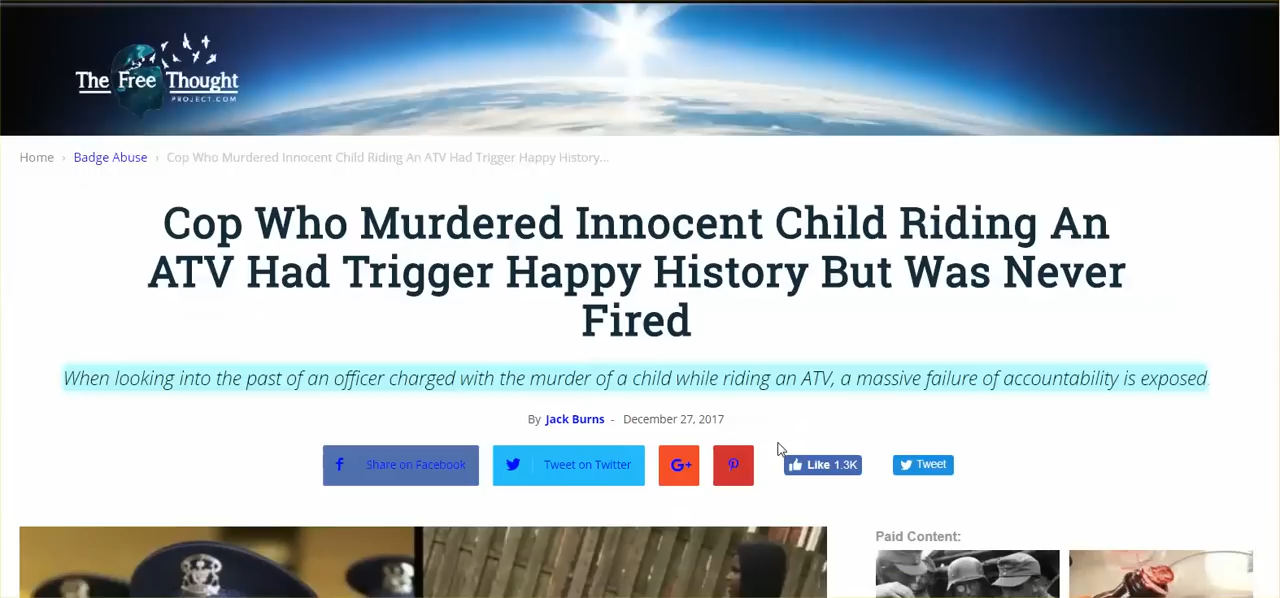 The Free Thought
PROJECT.COM
Home › Badge Abuse › Cop Who Murdered Innocent Child Riding An ATV Had Trigger Happy History...
Cop Who Murdered Innocent Child Riding An
ATV Had Trigger Happy History But Was Never
Fired
When looking into the past of an officer charged with the murder of a child while riding an ATV, a massive failure of accountability is exposed.
By Jack Burns - December 27, 2017
Share on Facebook Tweet on Twitter G+ Like 1.3K Tweet
Paid Content: